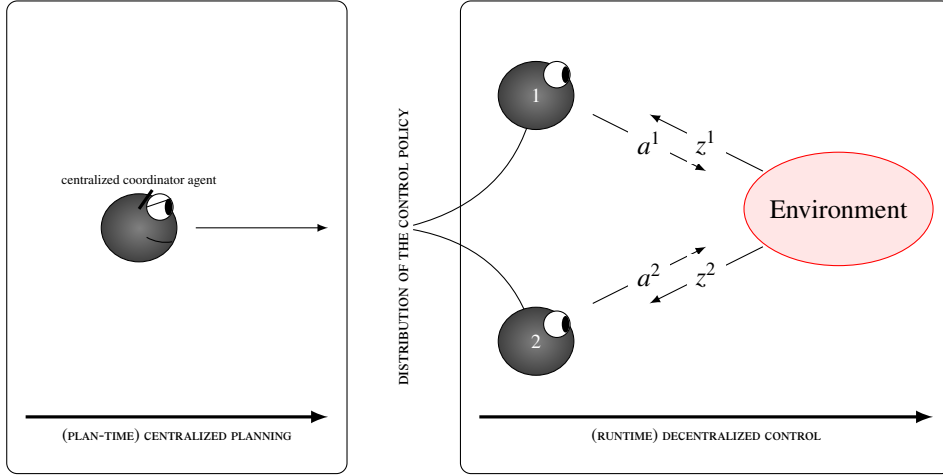 centralized coordinator agent
(PLAN-TIME) CENTRALIZED PLANNING
DISTRIBUTION OF THE CONTROL POLICY
1
a¹ z¹
Environment
a² z²
2
(RUNTIME) DECENTRALIZED CONTROL